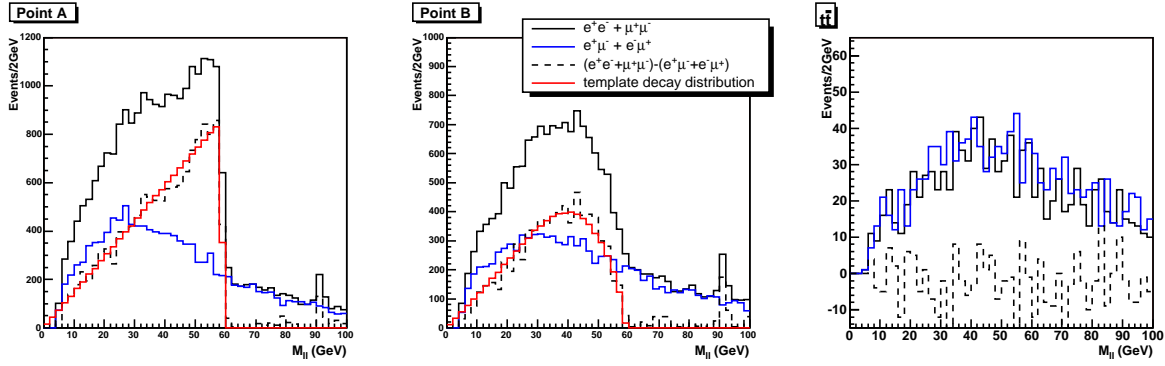 Point A
Events/2GeV
1200
1000
800
600
400
200
0
0 10 20 30 40 50 60 70 80 90 100
M_ll (GeV)
Point B
Events/2GeV
1000
900
800
700
600
500
400
300
200
100
0
0 10 20 30 40 50 60 70 80 90 100
M_ll (GeV)
e⁺e⁻ + μ⁺μ⁻
e⁺μ⁻ + e⁻μ⁺
(e⁺e⁻+μ⁺μ⁻)-(e⁺μ⁻+e⁻μ⁺)
template decay distribution
tt̄
Events/2GeV
60
50
40
30
20
10
0
-10
0 10 20 30 40 50 60 70 80 90 100
M_ll (GeV)